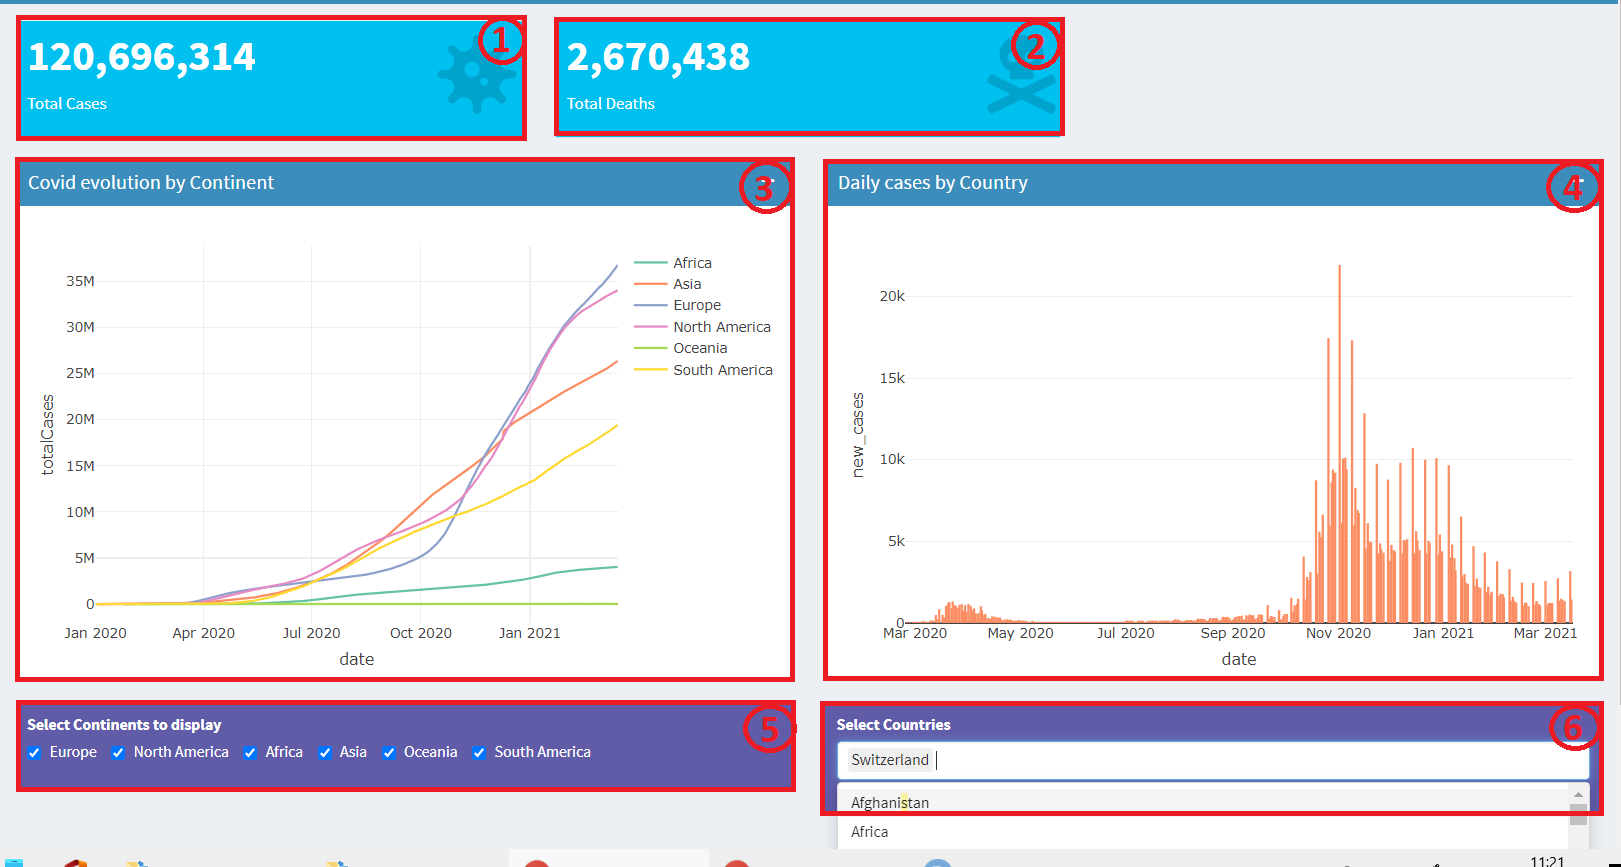 120,696,314
Total Cases
1
2,670,438
Total Deaths
2
Covid evolution by Continent
3
35M
30M
25M
20M
15M
10M
5M
0
totalCases
Jan 2020
Apr 2020
Jul 2020
Oct 2020
Jan 2021
date
Africa
Asia
Europe
North America
Oceania
South America
Daily cases by Country
4
20k
15k
10k
5k
0
new_cases
Mar 2020
May 2020
Jul 2020
Sep 2020
Nov 2020
Jan 2021
Mar 2021
date
Select Continents to display
5
Europe North America Africa Asia Oceania South America
Select Countries
6
Switzerland
Afghanistan
Africa
11:21